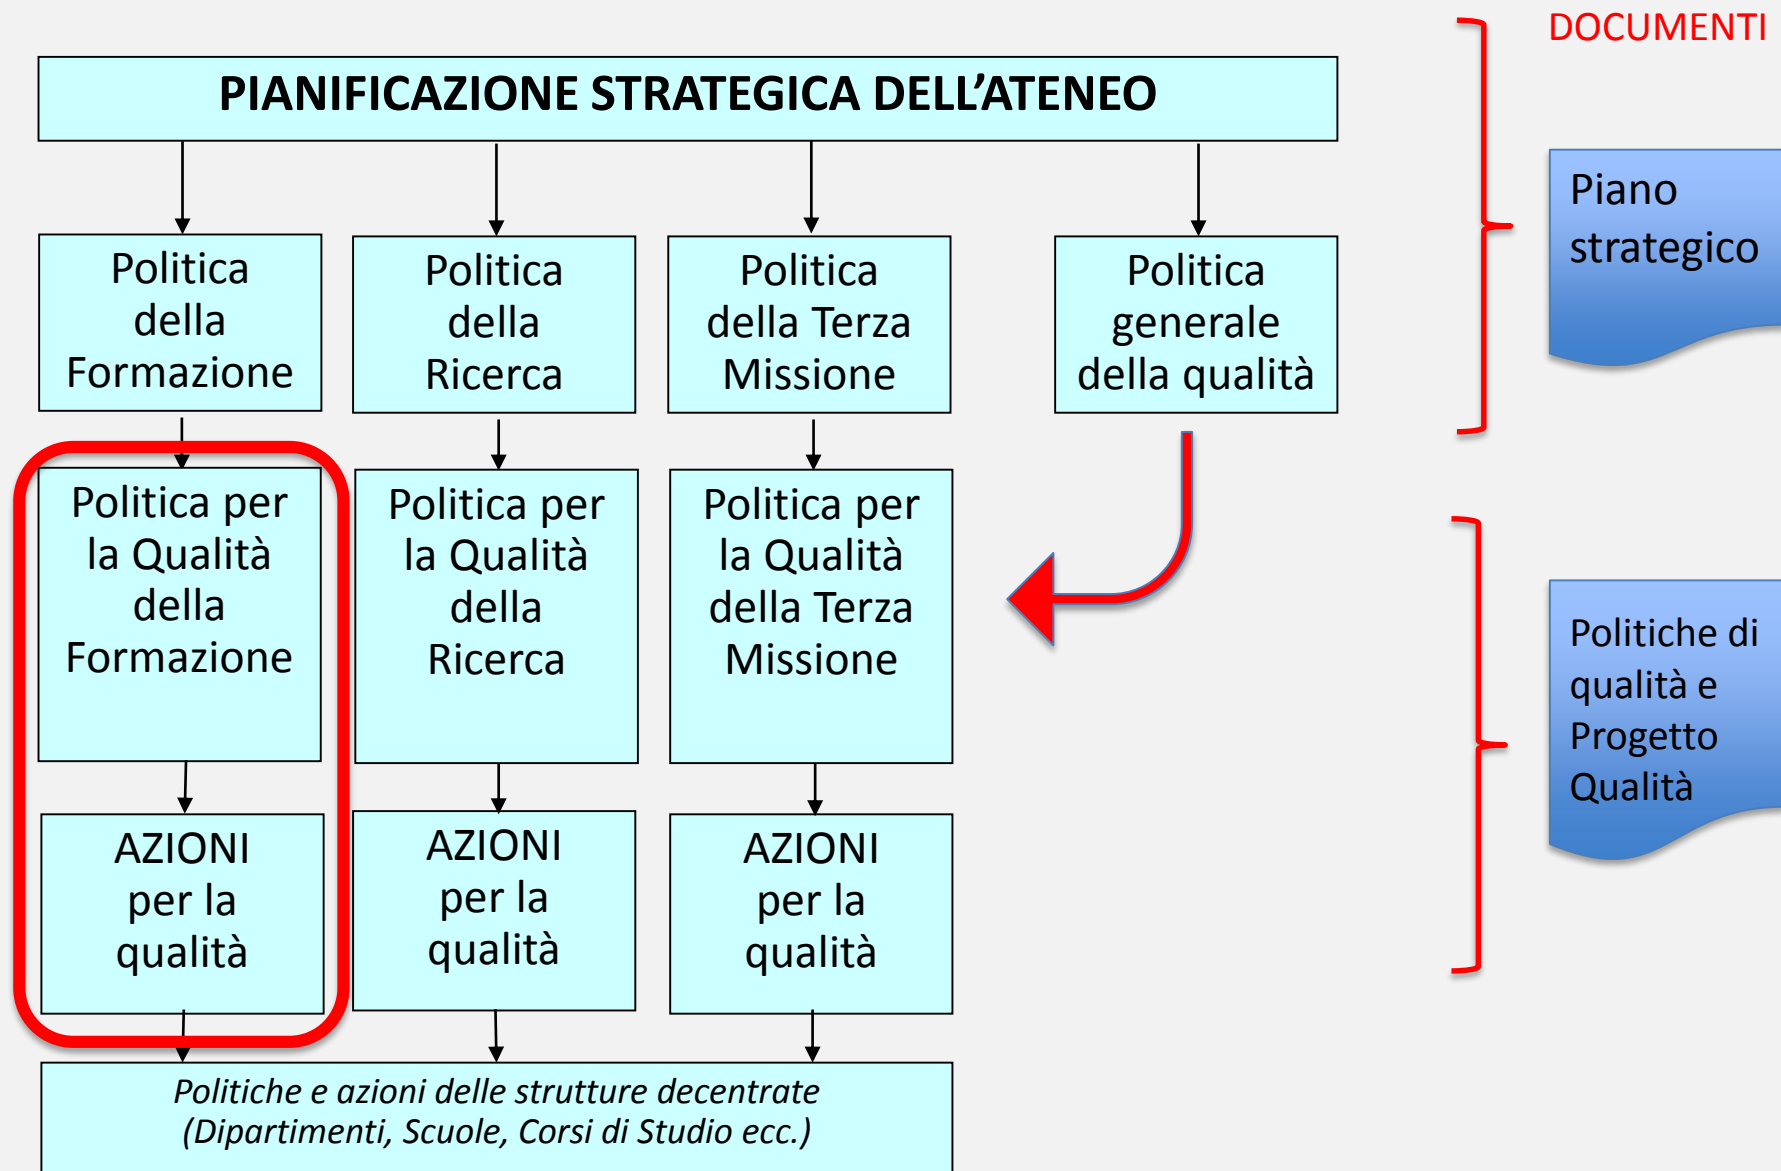 DOCUMENTI
PIANIFICAZIONE STRATEGICA DELL’ATENEO
Politica
della
Formazione
Politica
della
Ricerca
Politica
della Terza
Missione
Politica
generale
della qualità
Piano
strategico
Politica per
la Qualità
della
Formazione
Politica per
la Qualità
della
Ricerca
Politica per
la Qualità
della Terza
Missione
Politiche di
qualità e
Progetto
Qualità
AZIONI
per la
qualità
AZIONI
per la
qualità
AZIONI
per la
qualità
Politiche e azioni delle strutture decentrate
(Dipartimenti, Scuole, Corsi di Studio ecc.)